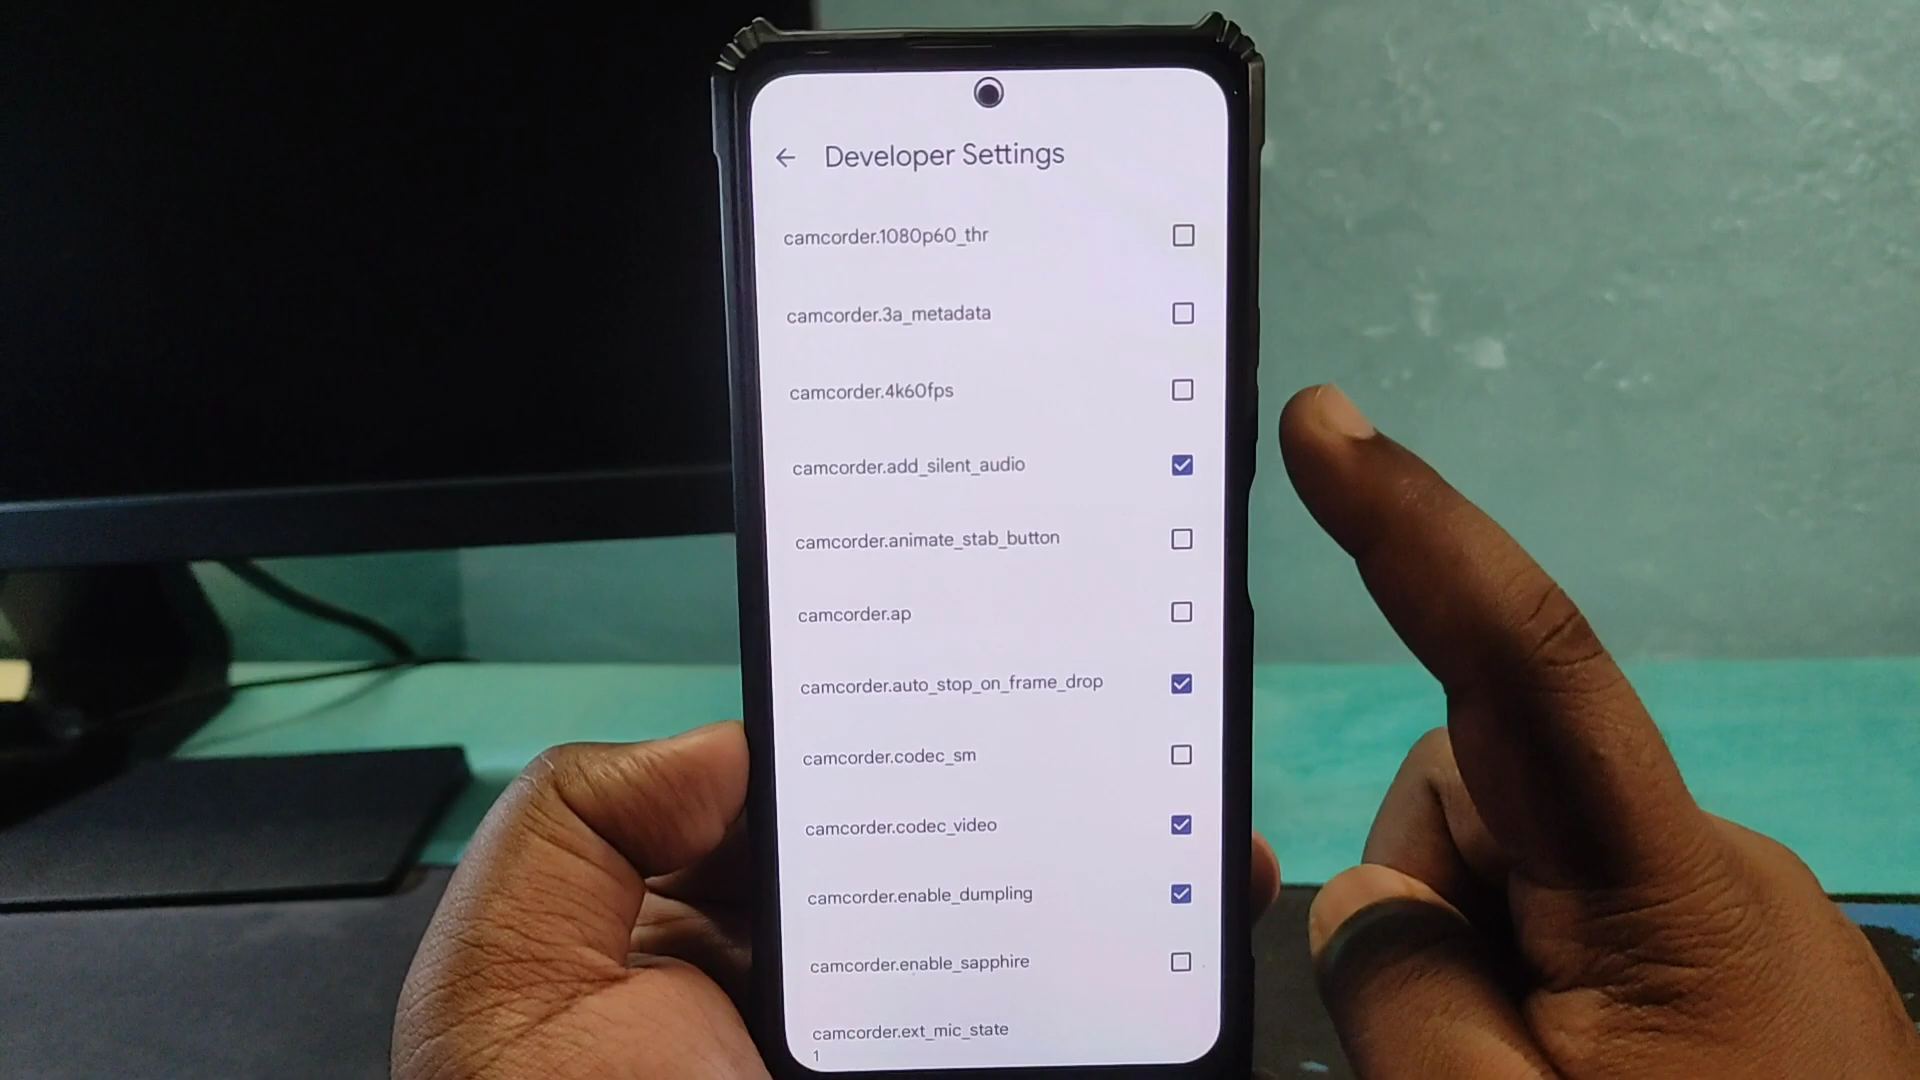 Developer Settings
camcorder.1080p60_thr
camcorder.3a_metadata
camcorder.4k60fps
camcorder.add_silent_audio
camcorder.animate_stab_button
camcorder.ap
camcorder.auto_stop_on_frame_drop
camcorder.codec_sm
camcorder.codec_video
camcorder.enable_dumpling
camcorder.enable_sapphire
camcorder.ext_mic_state
1